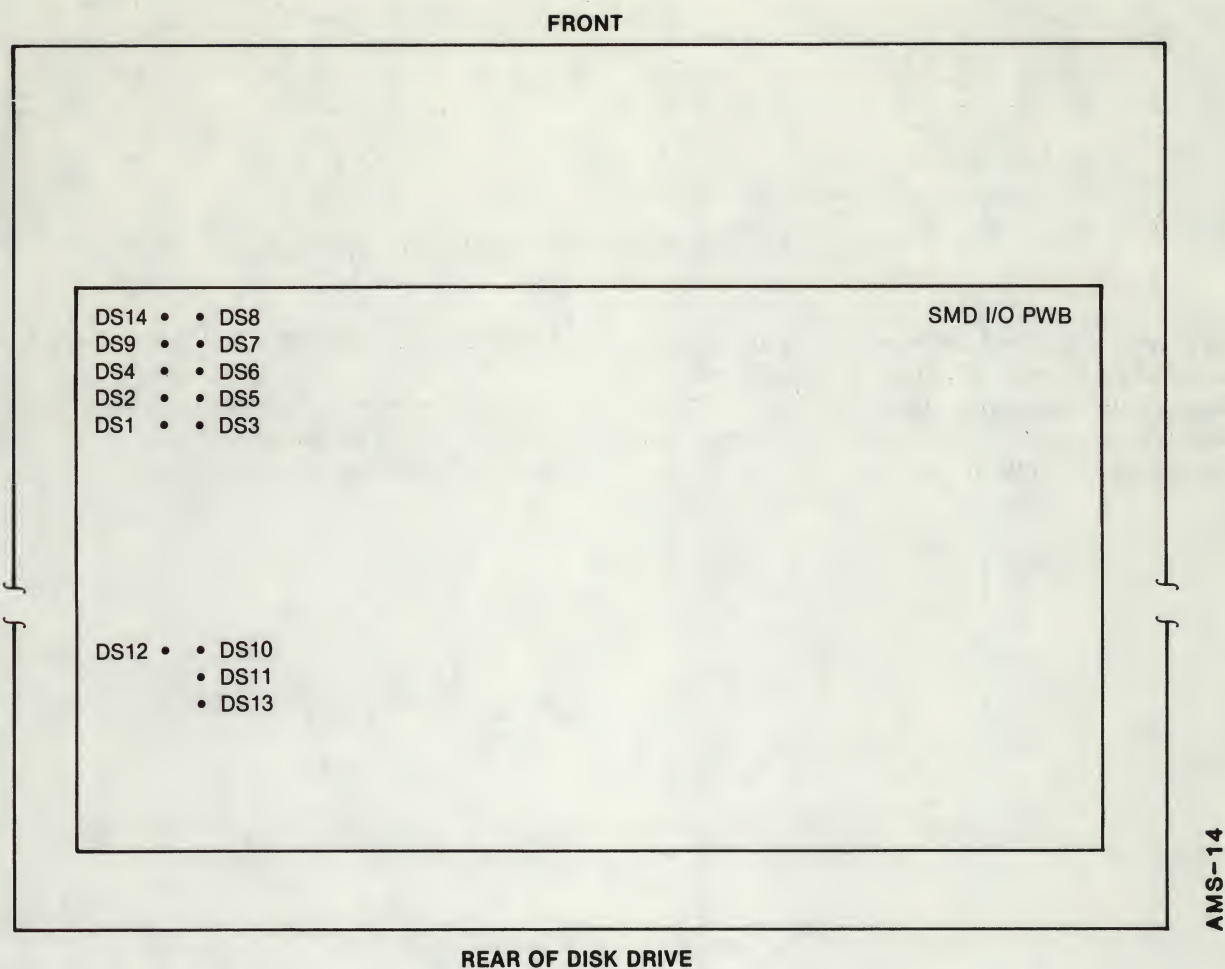 FRONT
SMD I/O PWB
DS14 • • DS8
DS9 • • DS7
DS4 • • DS6
DS2 • • DS5
DS1 • • DS3
DS12 • • DS10
• DS11
• DS13
REAR OF DISK DRIVE
AMS-14